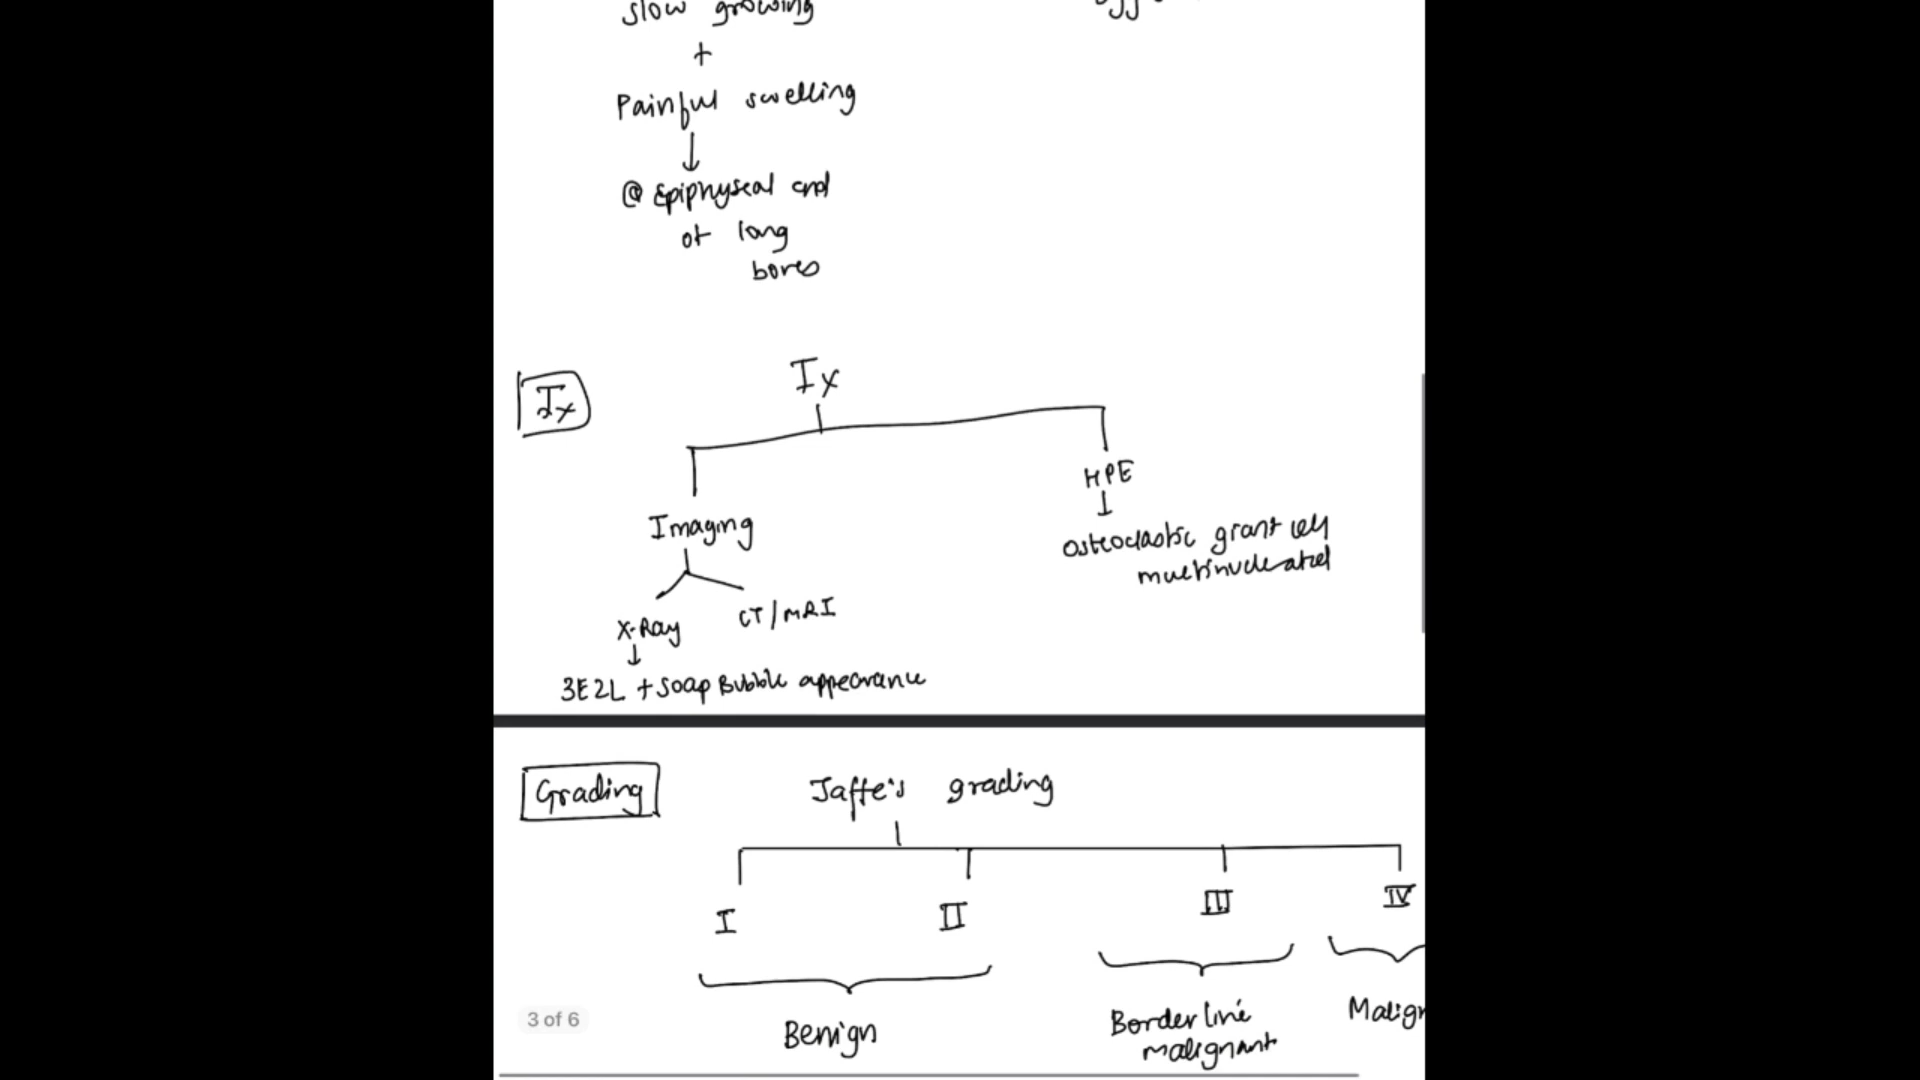 slow growing
+
Painful swelling
@ Epiphyseal end
of long
bones
Ix
Ix
HPE
Imaging
Osteoclastic giant cell
multinucleated
X-Ray
CT/MRI
3E2L + Soap Bubble appearance
Grading
Jaffe's grading
I
II
III
IV
Benign
Borderline
malignant
Malign
3 of 6